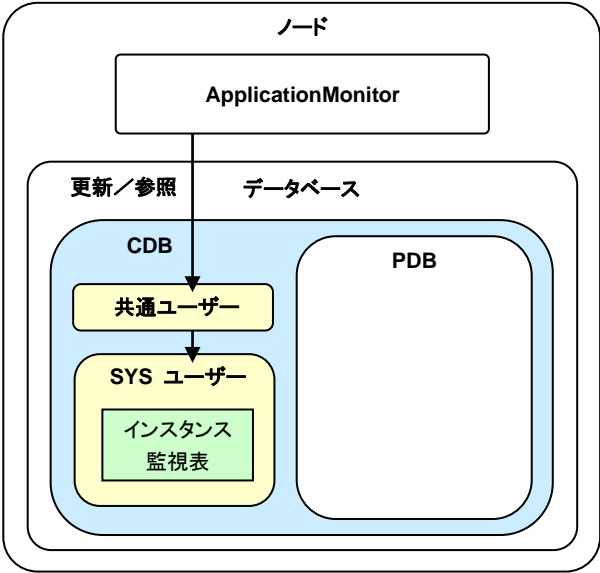 ノード
ApplicationMonitor
更新／参照
データベース
CDB
PDB
共通ユーザー
SYS ユーザー
インスタンス
監視表